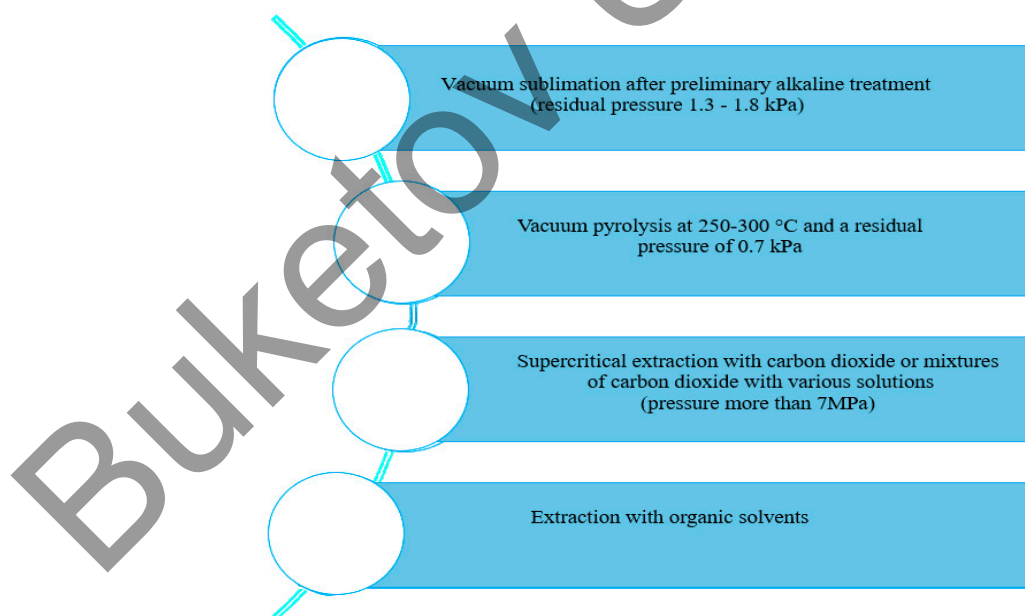 Vacuum sublimation after preliminary alkaline treatment
(residual pressure 1.3 - 1.8 kPa)
Vacuum pyrolysis at 250-300 °C and a residual
pressure of 0.7 kPa
Supercritical extraction with carbon dioxide or mixtures
of carbon dioxide with various solutions
(pressure more than 7MPa)
Extraction with organic solvents
Buketov